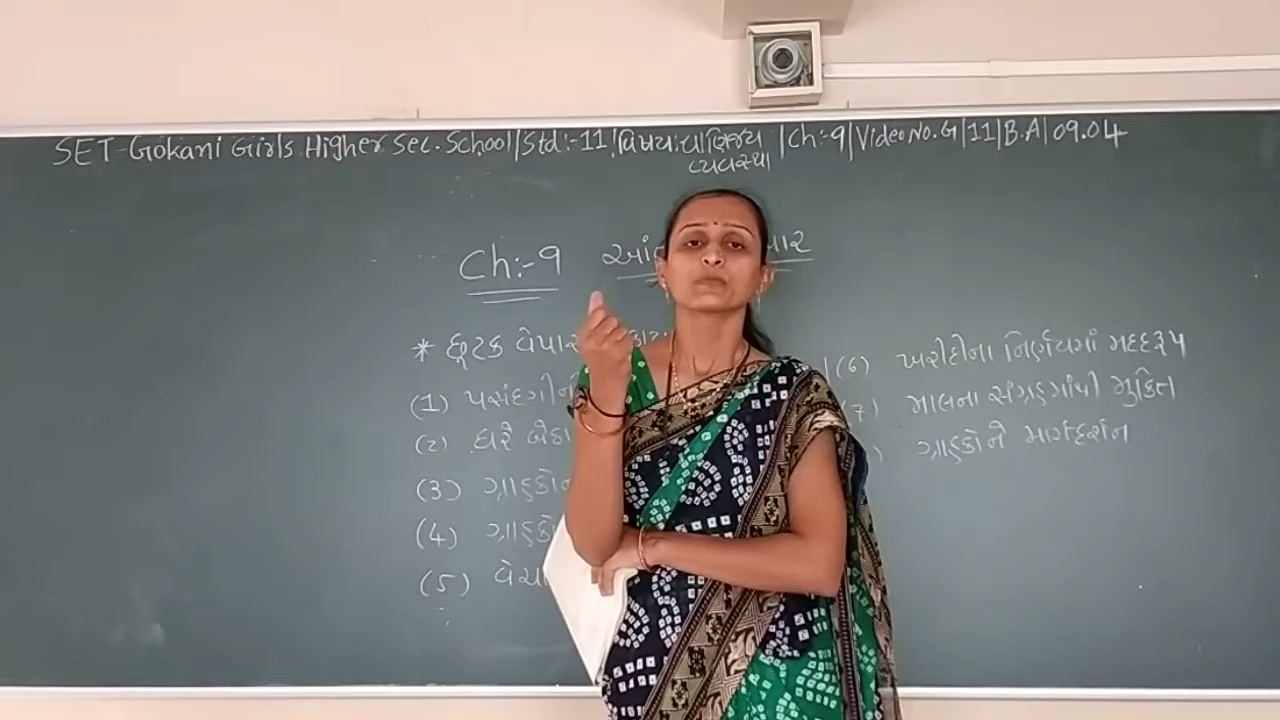 SET-Gokani Girls Higher Sec. School | Std:-11 | વિષય: વાણિજ્ય વ્યવસ્થા | Ch:-9 | Video No. G | 11 | B.A | 09.04
Ch:-9
* છૂટક વેપાર
(1) પસંદગીની
(2) ઘરે બેઠા
(3) ગ્રાહકો
(4) ગ્રાહકો
(5)
(6) ખરીદીના નિર્ણયમાં મદદરૂપ
(7) માલના સંગ્રહમાંથી મુક્તિ
ગ્રાહકોને માર્ગદર્શન